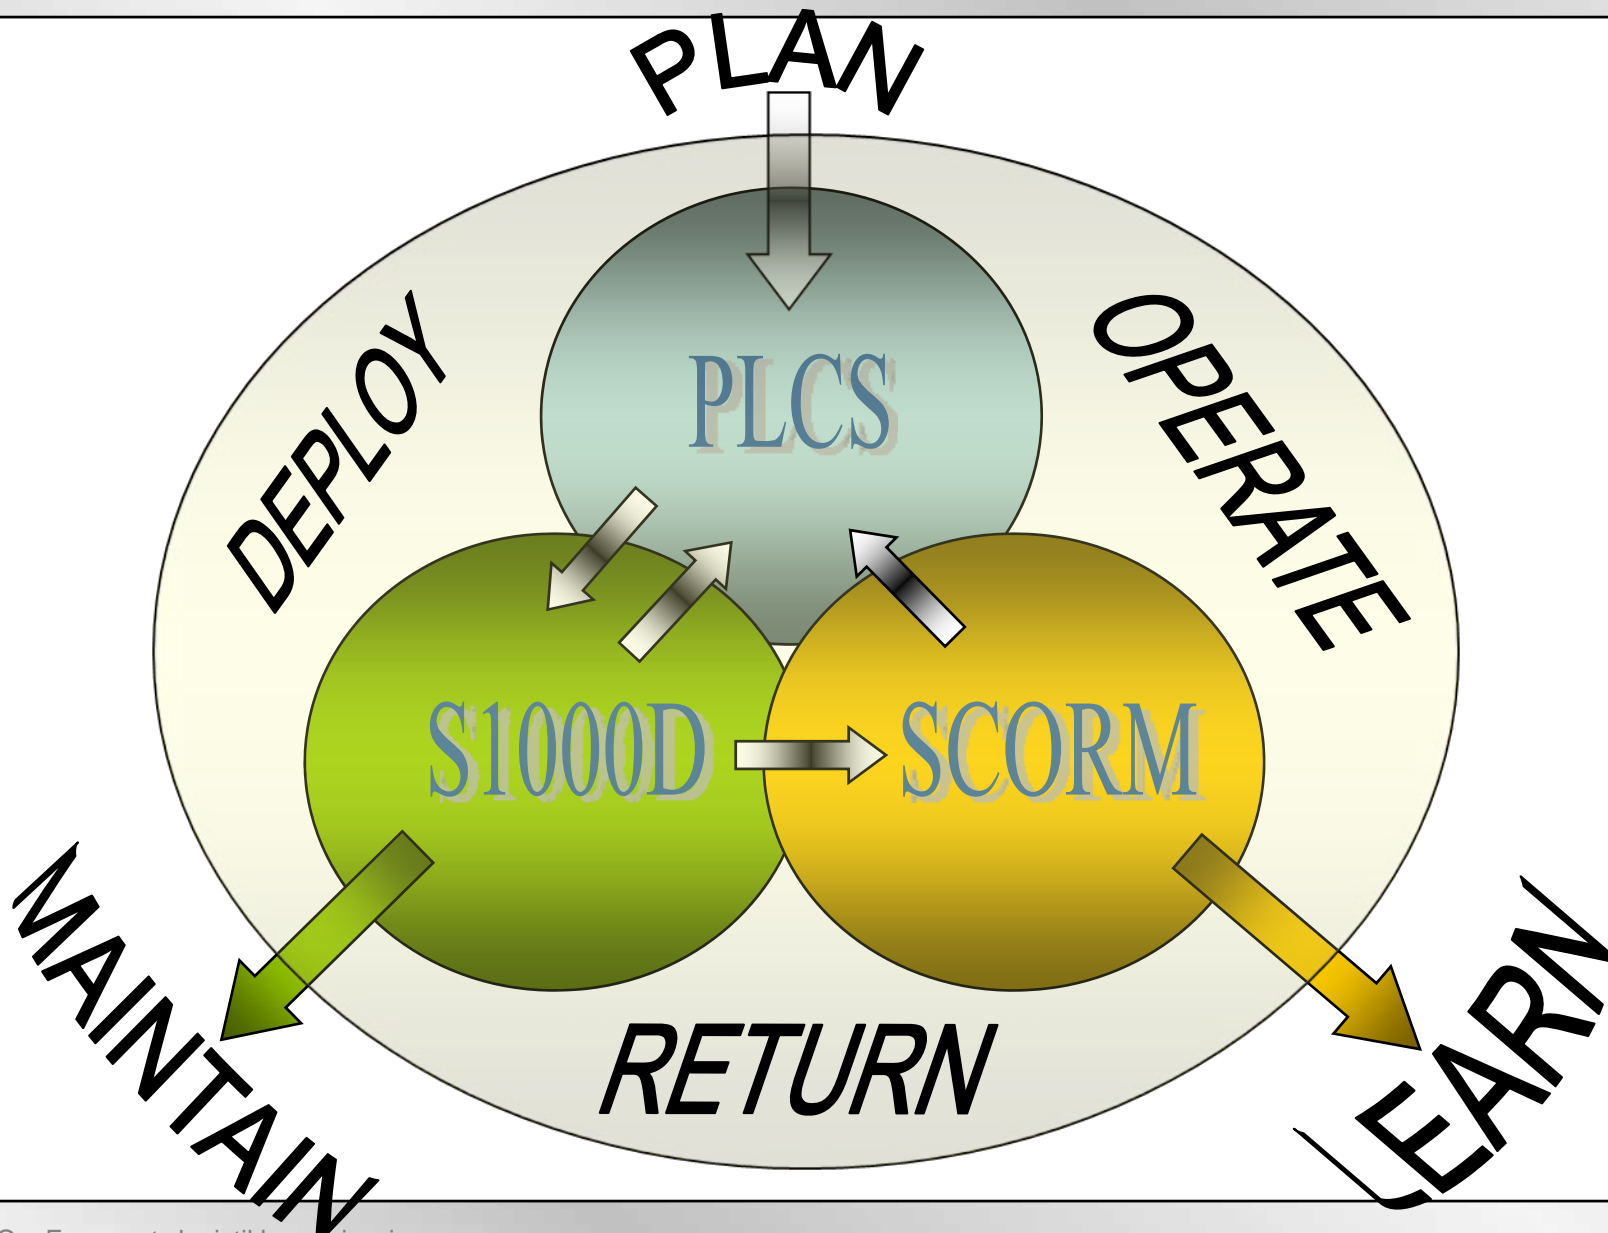 PLAN
DEPLOY
OPERATE
PLCS
S1000D
SCORM
MAINTAIN
RETURN
LEARN